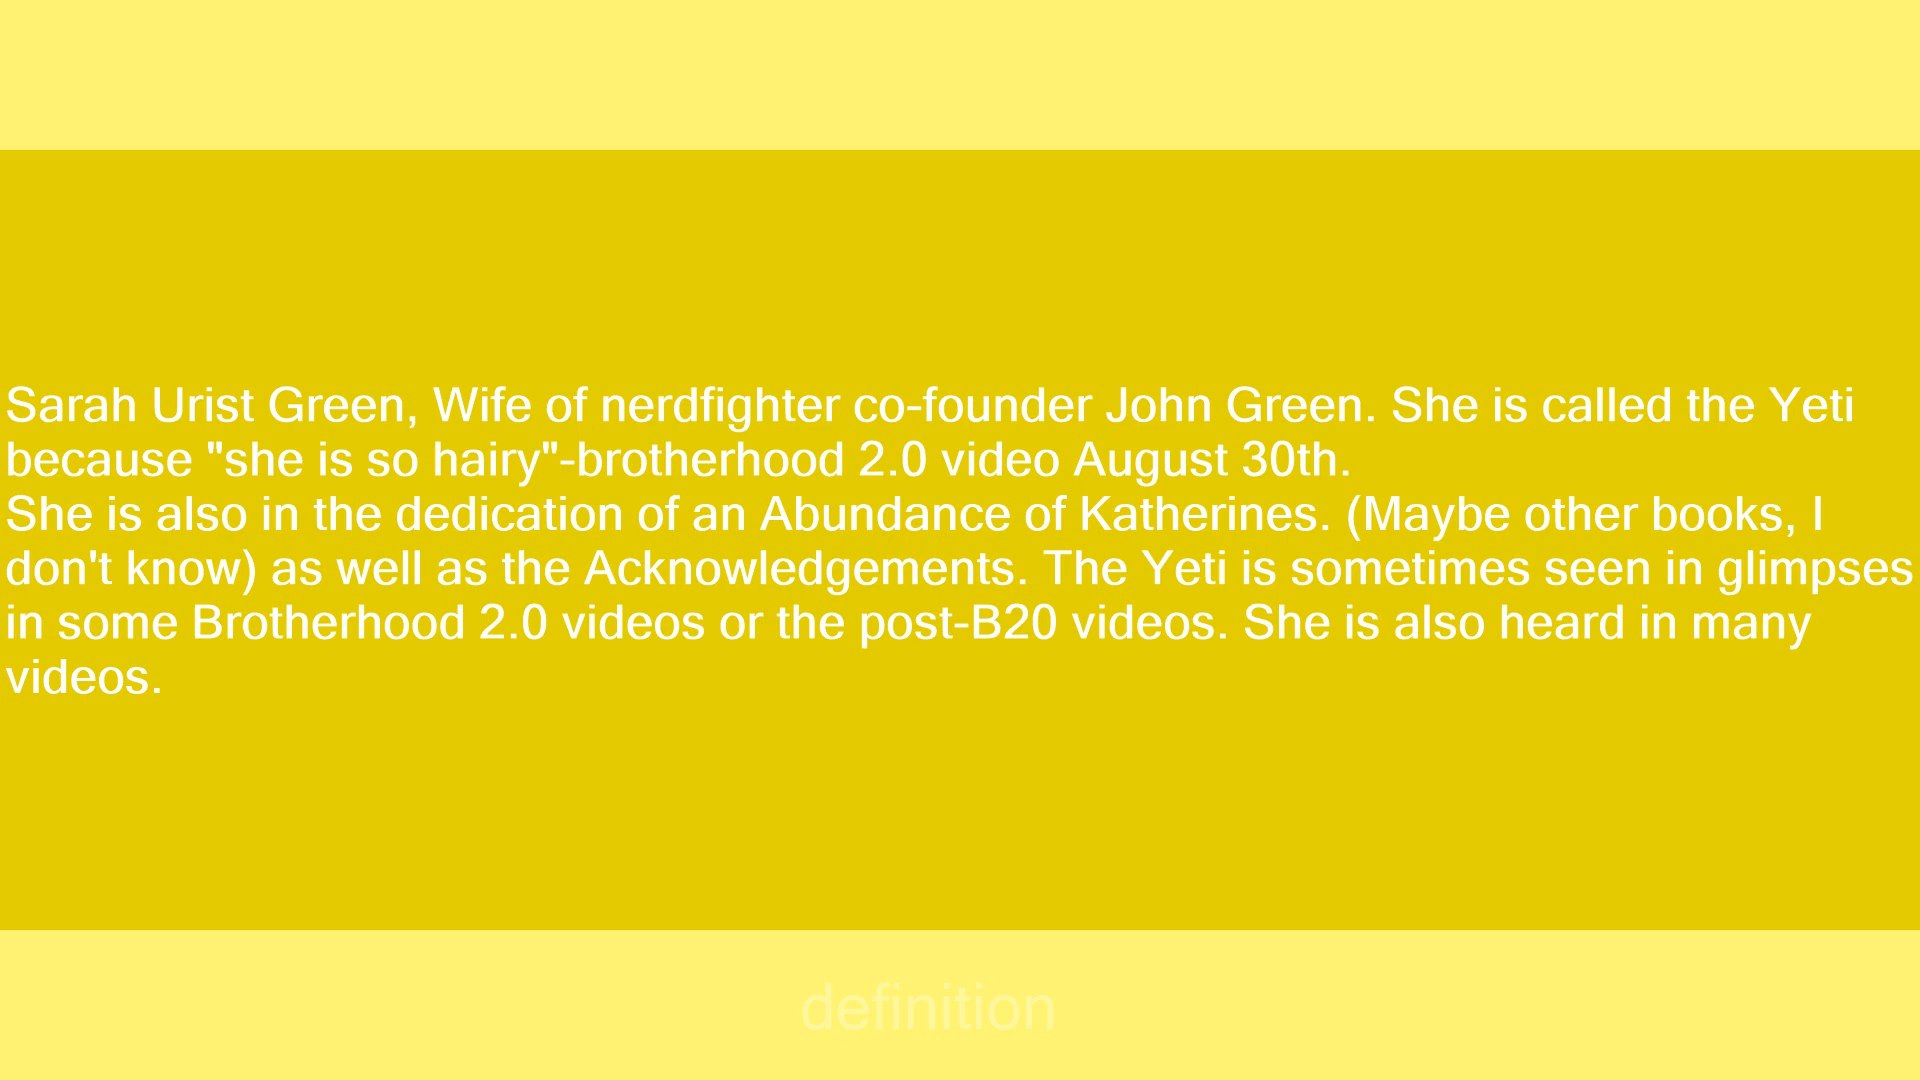 Sarah Urist Green, Wife of nerdfighter co-founder John Green. She is called the Yeti
because "she is so hairy"-brotherhood 2.0 video August 30th.
She is also in the dedication of an Abundance of Katherines. (Maybe other books, I
don't know) as well as the Acknowledgements. The Yeti is sometimes seen in glimpses
in some Brotherhood 2.0 videos or the post-B20 videos. She is also heard in many
videos.
definition